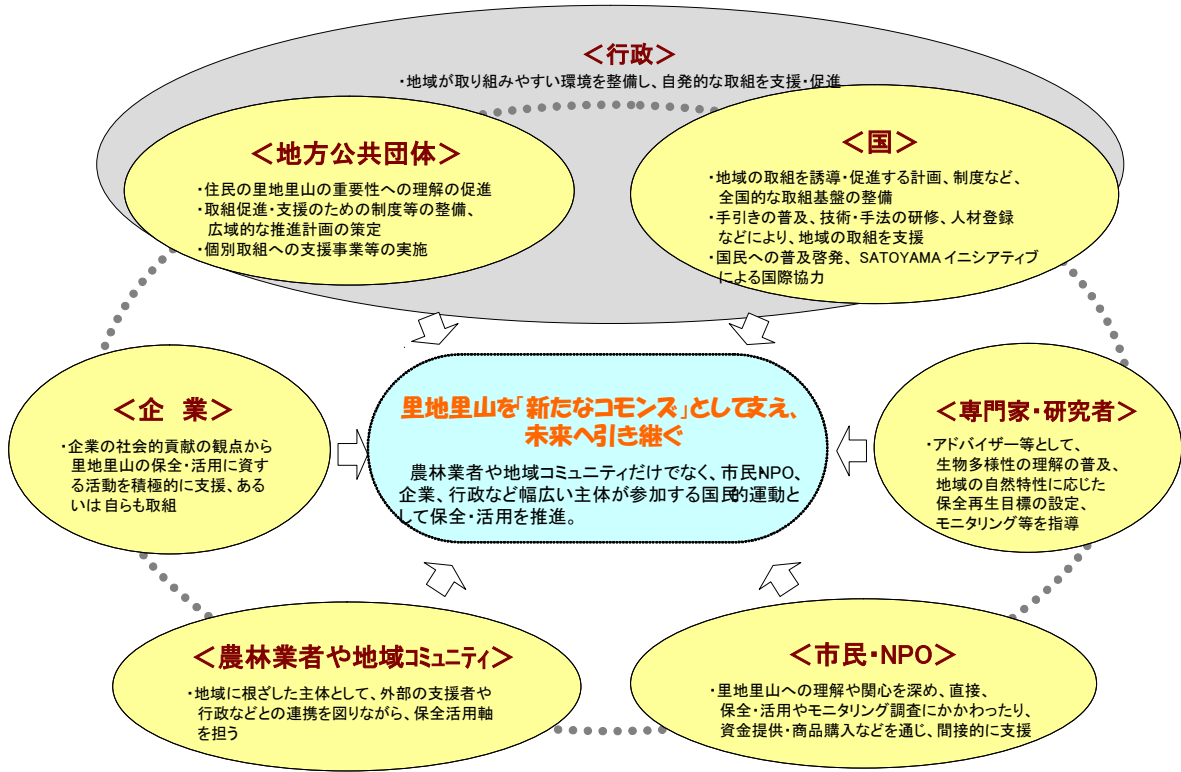 ＜行政＞
・地域が取り組みやすい環境を整備し、自発的な取組を支援・促進
＜地方公共団体＞
・住民の里地里山の重要性への理解の促進
・取組促進・支援のための制度等の整備、
広域的な推進計画の策定
・個別取組への支援事業等の実施
＜国＞
・地域の取組を誘導・促進する計画、制度など、
全国的な取組基盤の整備
・手引きの普及、技術・手法の研修、人材登録
などにより、地域の取組を支援
・国民への普及啓発、SATOYAMAイニシアティブ
による国際協力
＜企　業＞
・企業の社会的貢献の観点から
里地里山の保全・活用に資す
る活動を積極的に支援、ある
いは自らも取組
里地里山を「新たなコモンズ」として支え、
未来へ引き継ぐ
農林業者や地域コミュニティだけでなく、市民NPO、
企業、行政など幅広い主体が参加する国民的運動と
して保全・活用を推進。
＜専門家・研究者＞
・アドバイザー等として、
生物多様性の理解の普及、
地域の自然特性に応じた
保全再生目標の設定、
モニタリング等を指導
＜農林業者や地域コミュニティ＞
・地域に根ざした主体として、外部の支援者や
行政などとの連携を図りながら、保全活用軸
を担う
＜市民・NPO＞
・里地里山への理解や関心を深め、直接、
保全・活用やモニタリング調査にかかわったり、
資金提供・商品購入などを通じ、間接的に支援